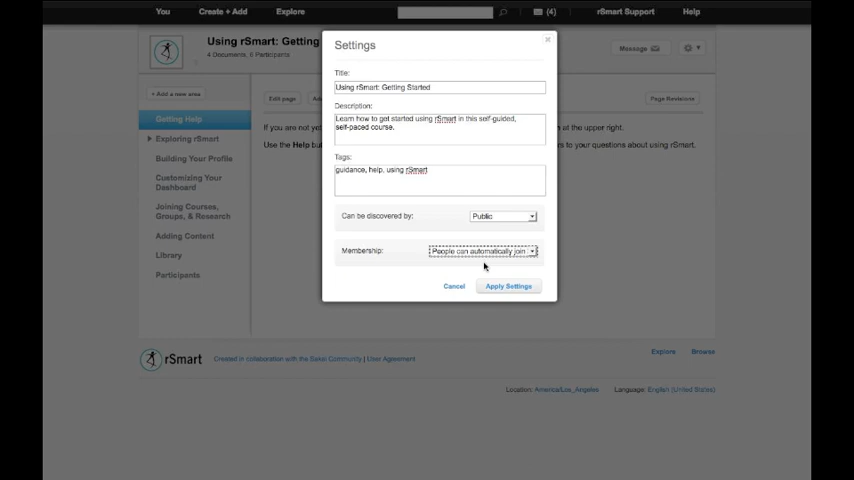 You Create + Add Explore (4) rSmart Support Help
Using rSmart: Getting
4 Documents, 6 Participants
Message
+ Add a new area
Edit page
Page Revisions
Getting Help
Exploring rSmart
Building Your Profile
Customizing Your
Dashboard
Joining Courses,
Groups, & Research
Adding Content
Library
Participants
If you are not ye
n at the upper right.
Use the Help bu
rs to your questions about using rSmart.
Settings
Title:
Using rSmart: Getting Started
Description:
Learn how to get started using rSmart in this self-guided,
self-paced course.
Tags:
guidance, help, using rSmart
Can be discovered by: Public
Membership: People can automatically join
Cancel Apply Settings
rSmart Created in collaboration with the Sakai Community | User Agreement
Explore Browse
Location: America/Los_Angeles Language: English (United States)